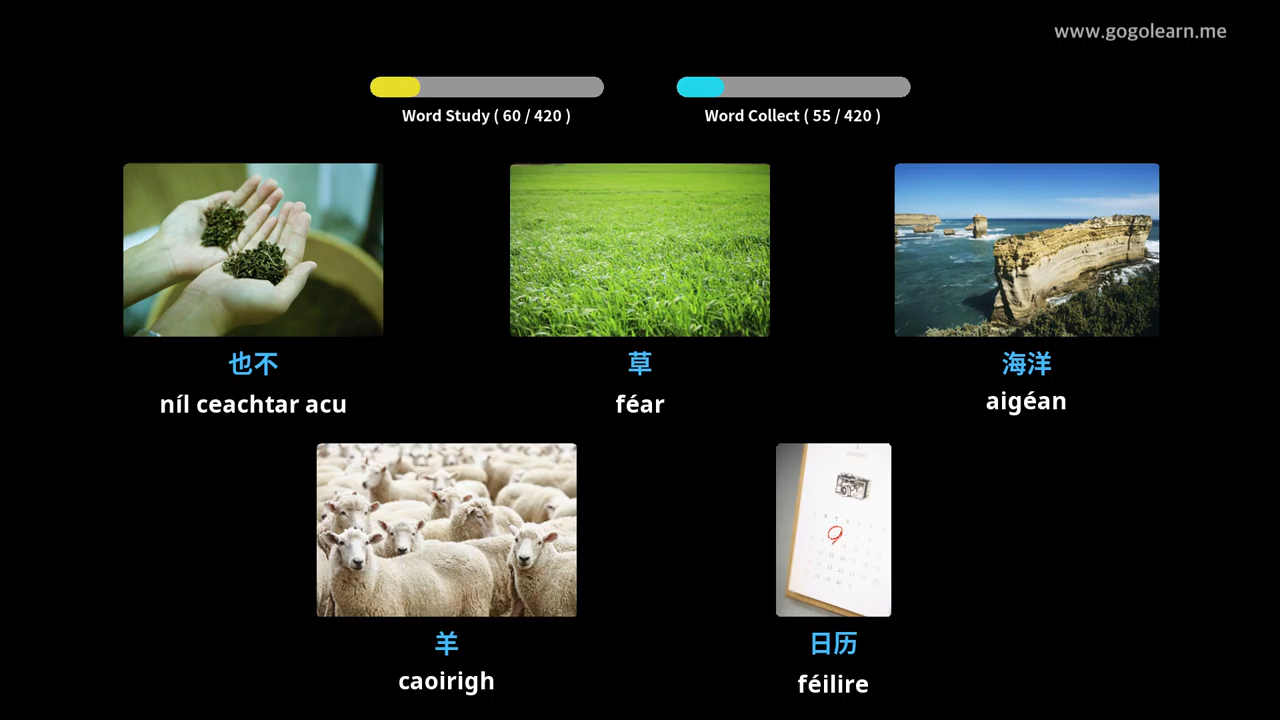 www.gogolearn.me
Word Study ( 60 / 420 )
Word Collect ( 55 / 420 )
也不
níl ceachtar acu
草
féar
海洋
aigéan
羊
caoirigh
日历
féilire